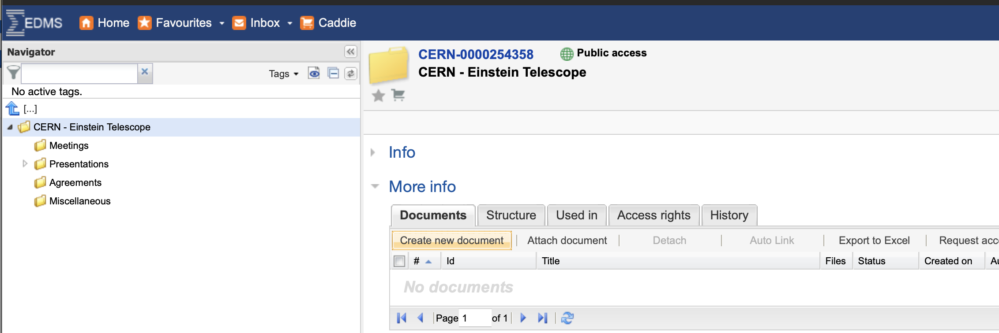 EDMS Home Favourites Inbox Caddie
Navigator
Tags
No active tags.
[...]
CERN - Einstein Telescope
Meetings
Presentations
Agreements
Miscellaneous
CERN-0000254358 Public access
CERN - Einstein Telescope
Info
More info
Documents Structure Used in Access rights History
Create new document Attach document Detach Auto Link Export to Excel Request acc
# Id Title Files Status Created on Au
No documents
Page 1 of 1